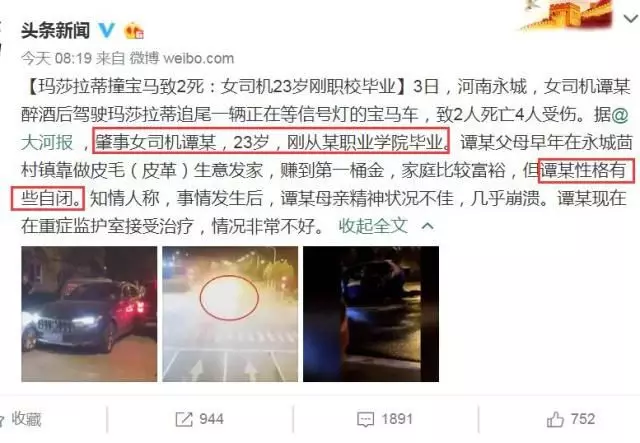 头条新闻
今天 08:19 来自 微博 weibo.com
【玛莎拉蒂撞宝马致2死：女司机23岁刚职校毕业】3日，河南永城，女司机谭某
醉酒后驾驶玛莎拉蒂追尾一辆正在等信号灯的宝马车，致2人死亡4人受伤。据@
大河报 ，肇事女司机谭某，23岁，刚从某职业学院毕业。谭某父母早年在永城茴
村镇靠做皮毛（皮革）生意发家，赚到第一桶金，家庭比较富裕，但谭某性格有
些自闭。知情人称，事情发生后，谭某母亲精神状况不佳，几乎崩溃。谭某现在
在重症监护室接受治疗，情况非常不好。 收起全文
收藏 944 1891 752